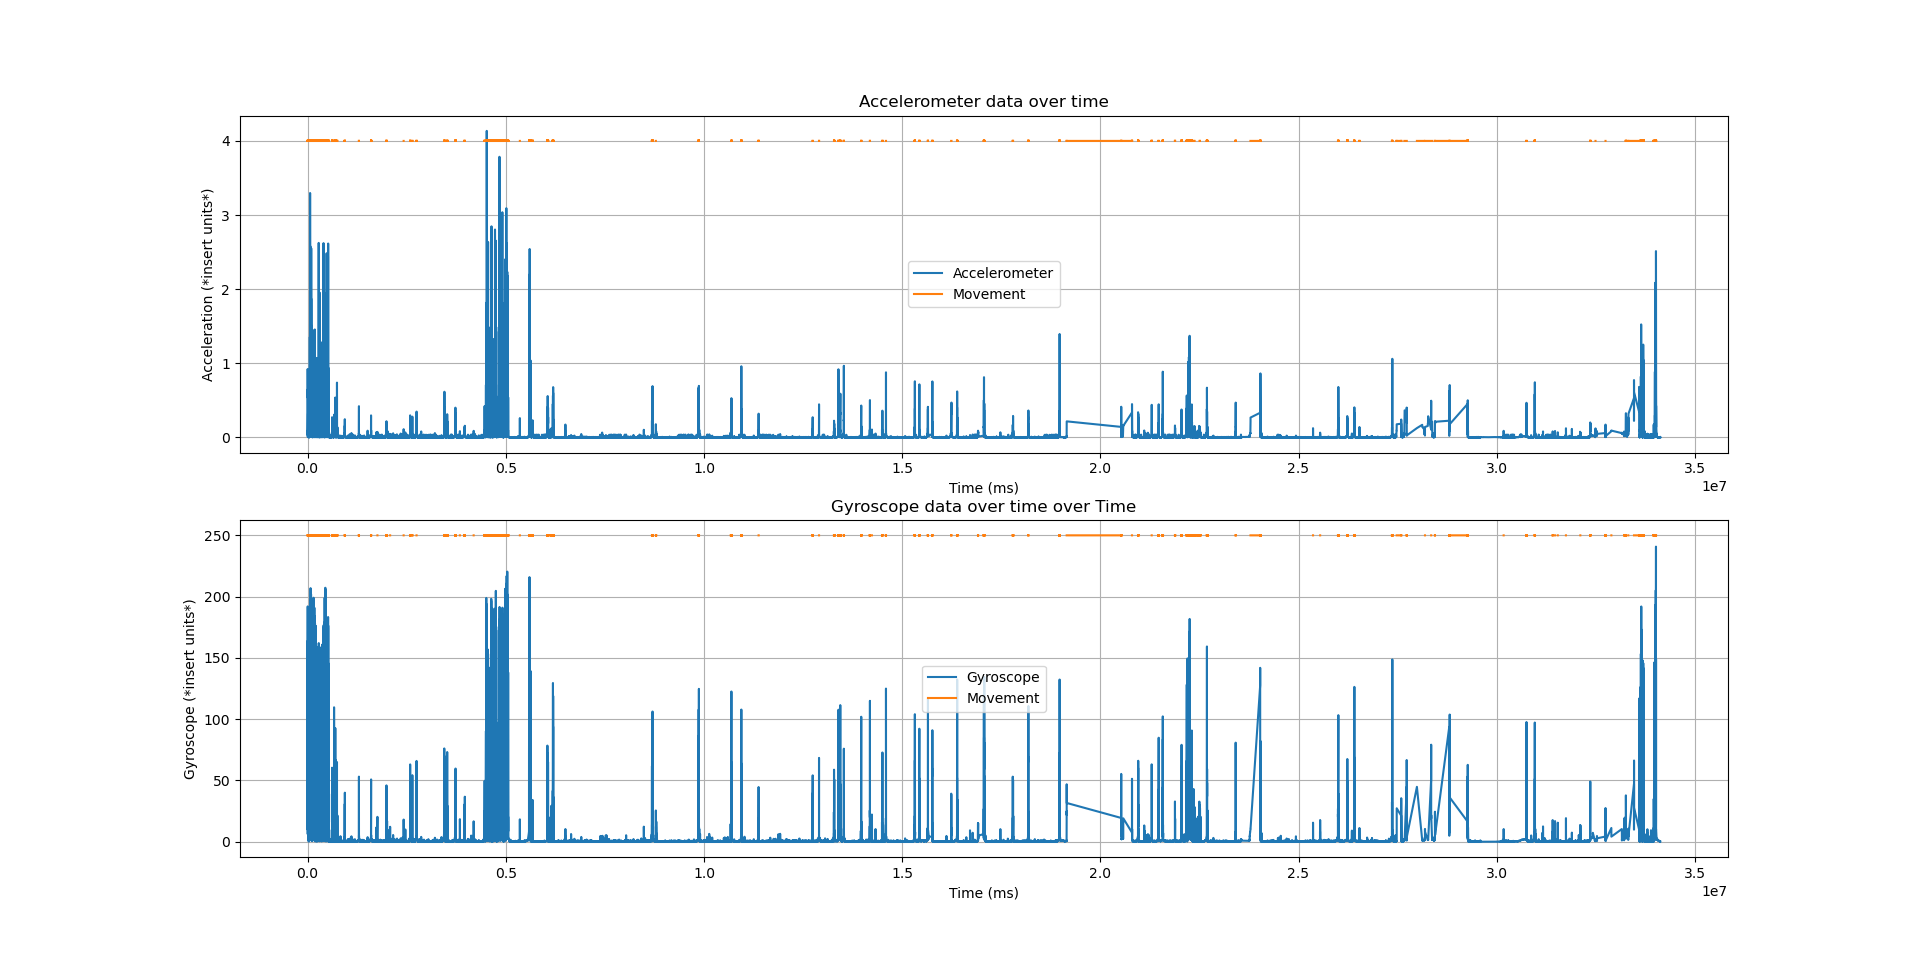 Accelerometer data over time
4
3
2
1
0
Acceleration (*insert units*)
Accelerometer
Movement
0.0 0.5 1.0 1.5 2.0 2.5 3.0 3.5
1e7
Time (ms)
Gyroscope data over time over Time
250
200
150
100
50
0
Gyroscope (*insert units*)
Gyroscope
Movement
0.0 0.5 1.0 1.5 2.0 2.5 3.0 3.5
1e7
Time (ms)